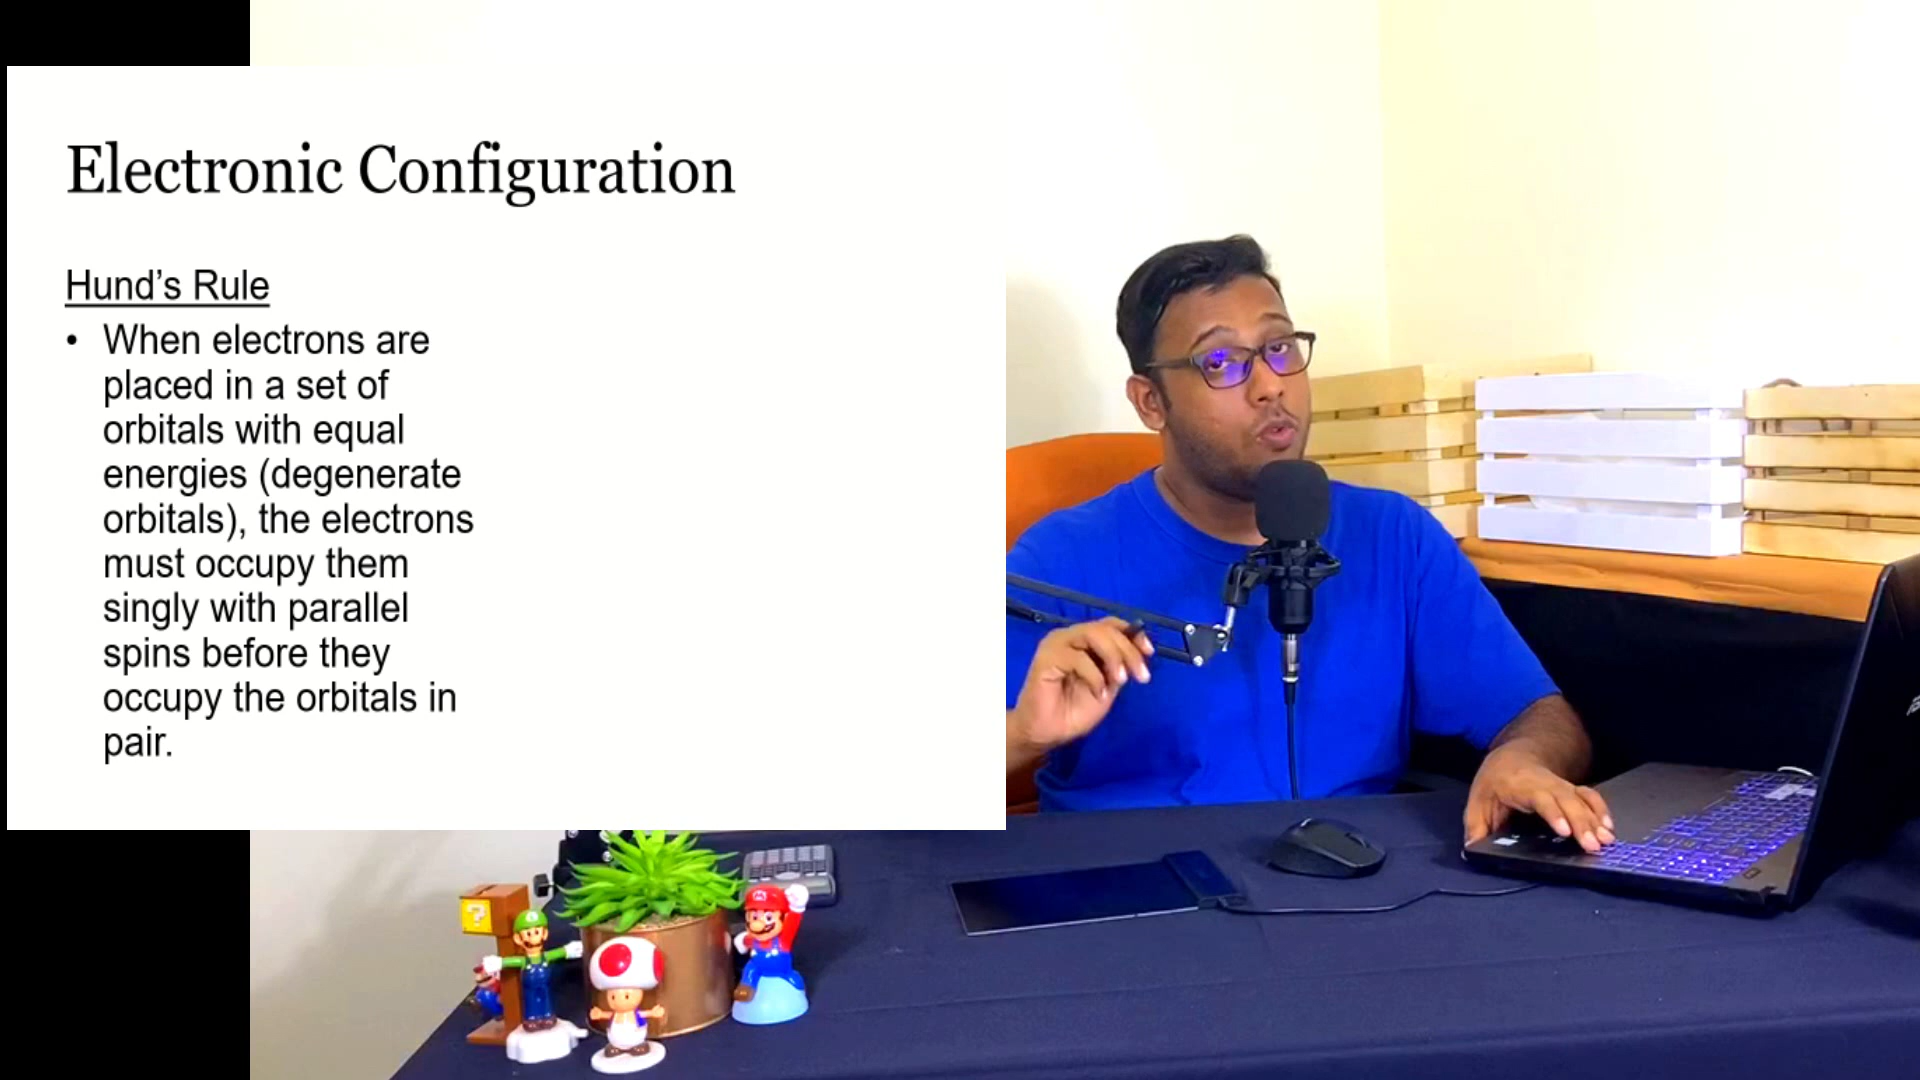 Electronic Configuration
Hund’s Rule
• When electrons are
placed in a set of
orbitals with equal
energies (degenerate
orbitals), the electrons
must occupy them
singly with parallel
spins before they
occupy the orbitals in
pair.
?
M